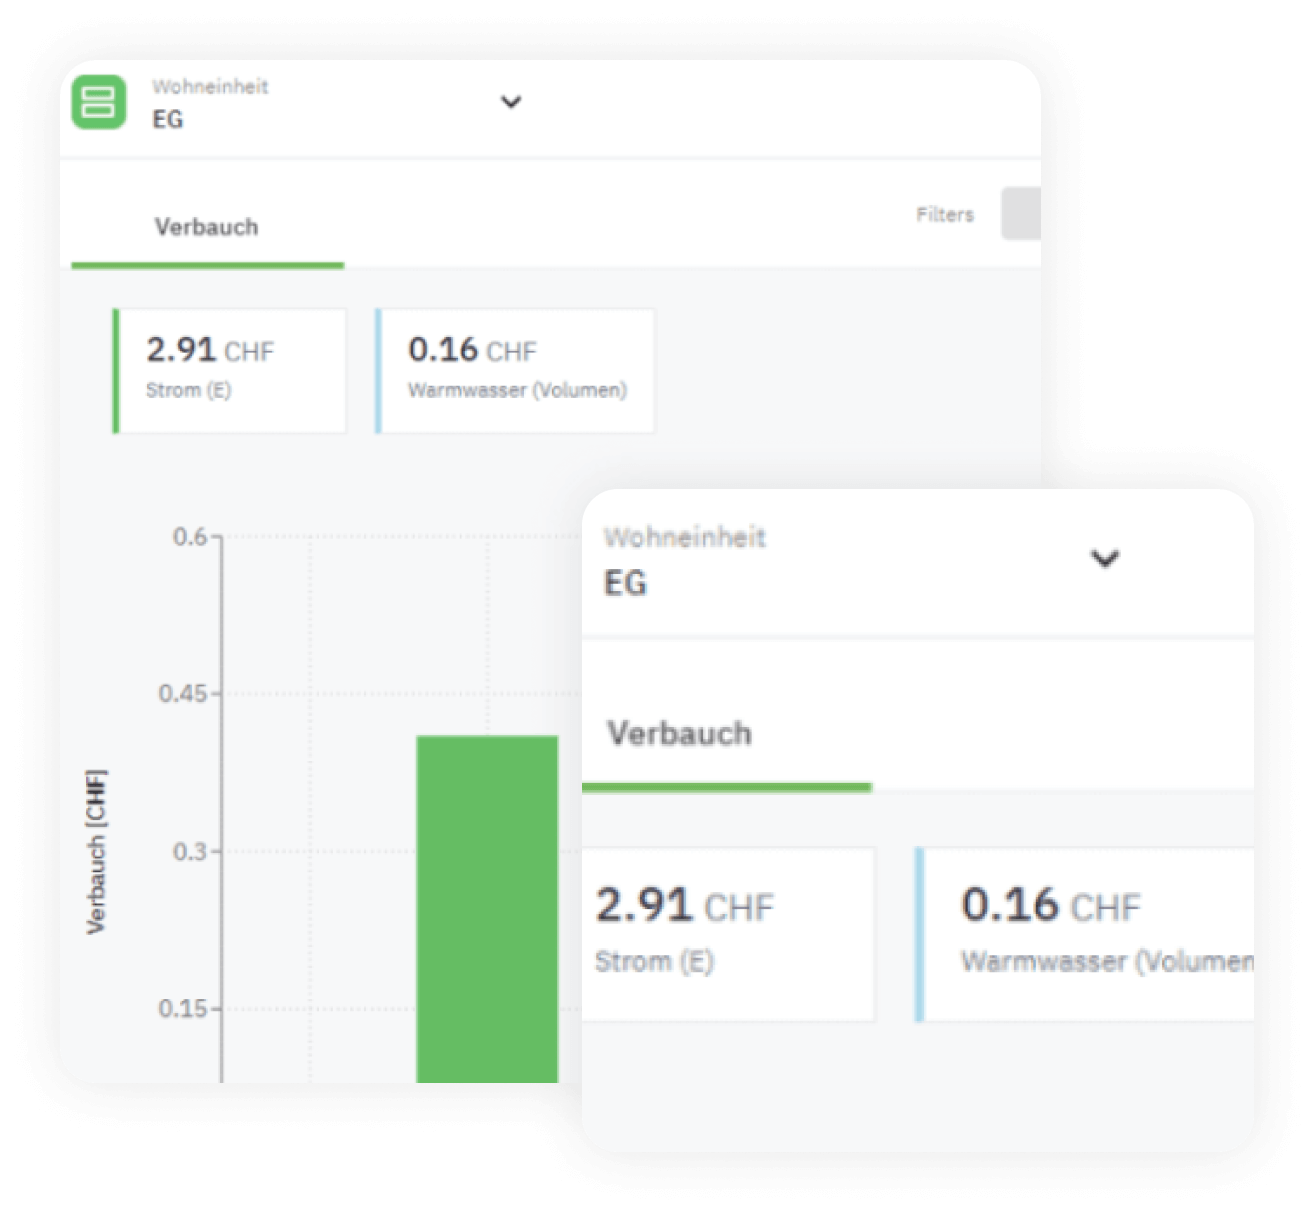 Wohneinheit
EG
Verbauch
Filters
2.91 CHF
Strom (E)
0.16 CHF
Warmwasser (Volumen)
0.6
0.45
0.3
0.15
Verbauch [CHF]
Wohneinheit
EG
Verbauch
2.91 CHF
Strom (E)
0.16 CHF
Warmwasser (Volumen